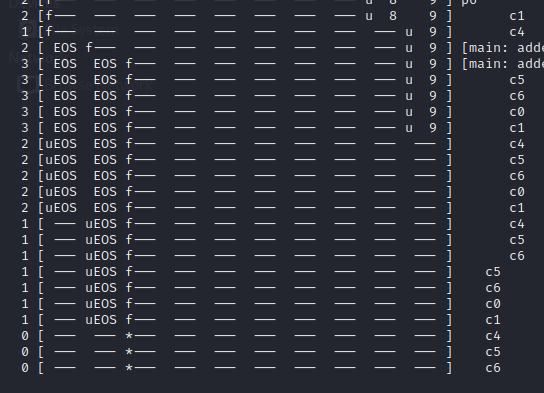 2 [f── ── ── ── ── ── ── ── u 8 9 ] po
2 [f── ── ── ── ── ── ── ── u 8 9 ] c1
1 [f── ── ── ── ── ── ── ── ── u 9 ] c4
2 [ EOS f── ── ── ── ── ── ── ── u 9 ] [main: adde
3 [ EOS EOS f── ── ── ── ── ── ── u 9 ] [main: adde
3 [ EOS EOS f── ── ── ── ── ── ── u 9 ] c5
3 [ EOS EOS f── ── ── ── ── ── ── u 9 ] c6
3 [ EOS EOS f── ── ── ── ── ── ── u 9 ] c0
3 [ EOS EOS f── ── ── ── ── ── ── u 9 ] c1
2 [uEOS EOS f── ── ── ── ── ── ── ── ] c4
2 [uEOS EOS f── ── ── ── ── ── ── ── ] c5
2 [uEOS EOS f── ── ── ── ── ── ── ── ] c6
2 [uEOS EOS f── ── ── ── ── ── ── ── ] c0
2 [uEOS EOS f── ── ── ── ── ── ── ── ] c1
1 [ ── uEOS f── ── ── ── ── ── ── ── ] c4
1 [ ── uEOS f── ── ── ── ── ── ── ── ] c5
1 [ ── uEOS f── ── ── ── ── ── ── ── ] c6
1 [ ── uEOS f── ── ── ── ── ── ── ── ] c5
1 [ ── uEOS f── ── ── ── ── ── ── ── ] c6
1 [ ── uEOS f── ── ── ── ── ── ── ── ] c0
1 [ ── uEOS f── ── ── ── ── ── ── ── ] c1
0 [ ── ── *── ── ── ── ── ── ── ── ] c4
0 [ ── ── *── ── ── ── ── ── ── ── ] c5
0 [ ── ── *── ── ── ── ── ── ── ── ] c6